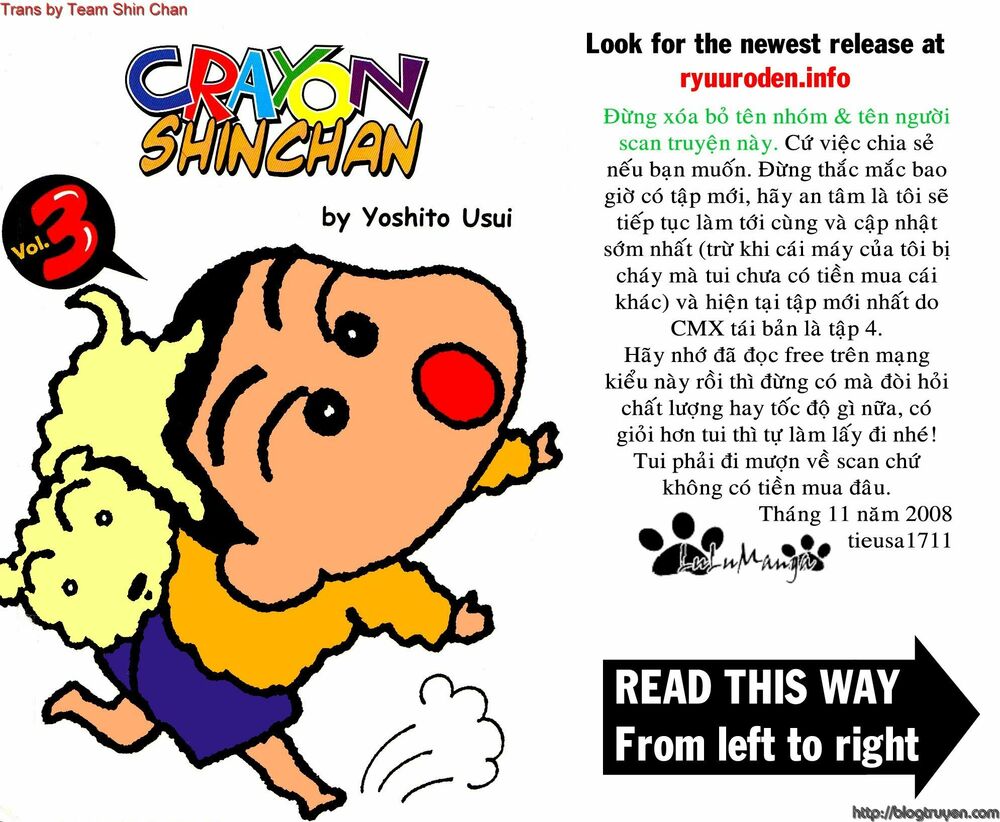 Trans by Team Shin Chan
CRAYON
SHINCHAN
Vol.3
by Yoshito Usui
Look for the newest release at
ryuuroden.info
Đừng xóa bỏ tên nhóm & tên người
scan truyện này. Cứ việc chia sẻ
nếu bạn muốn. Đừng thắc mắc bao
giờ có tập mới, hãy an tâm là tôi sẽ
tiếp tục làm tới cùng và cập nhật
sớm nhất (trừ khi cái máy của tôi bị
cháy mà tui chưa có tiền mua cái
khác) và hiện tại tập mới nhất do
CMX tái bản là tập 4.
Hãy nhớ đã đọc free trên mạng
kiểu này rồi thì đừng có mà đòi hỏi
chất lượng hay tốc độ gì nữa, có
giỏi hơn tui thì tự làm lấy đi nhé!
Tui phải đi mượn về scan chứ
không có tiền mua đâu.
Tháng 11 năm 2008
tieusa1711
LuLuManga
READ THIS WAY
From left to right
http://blogtruyen.com